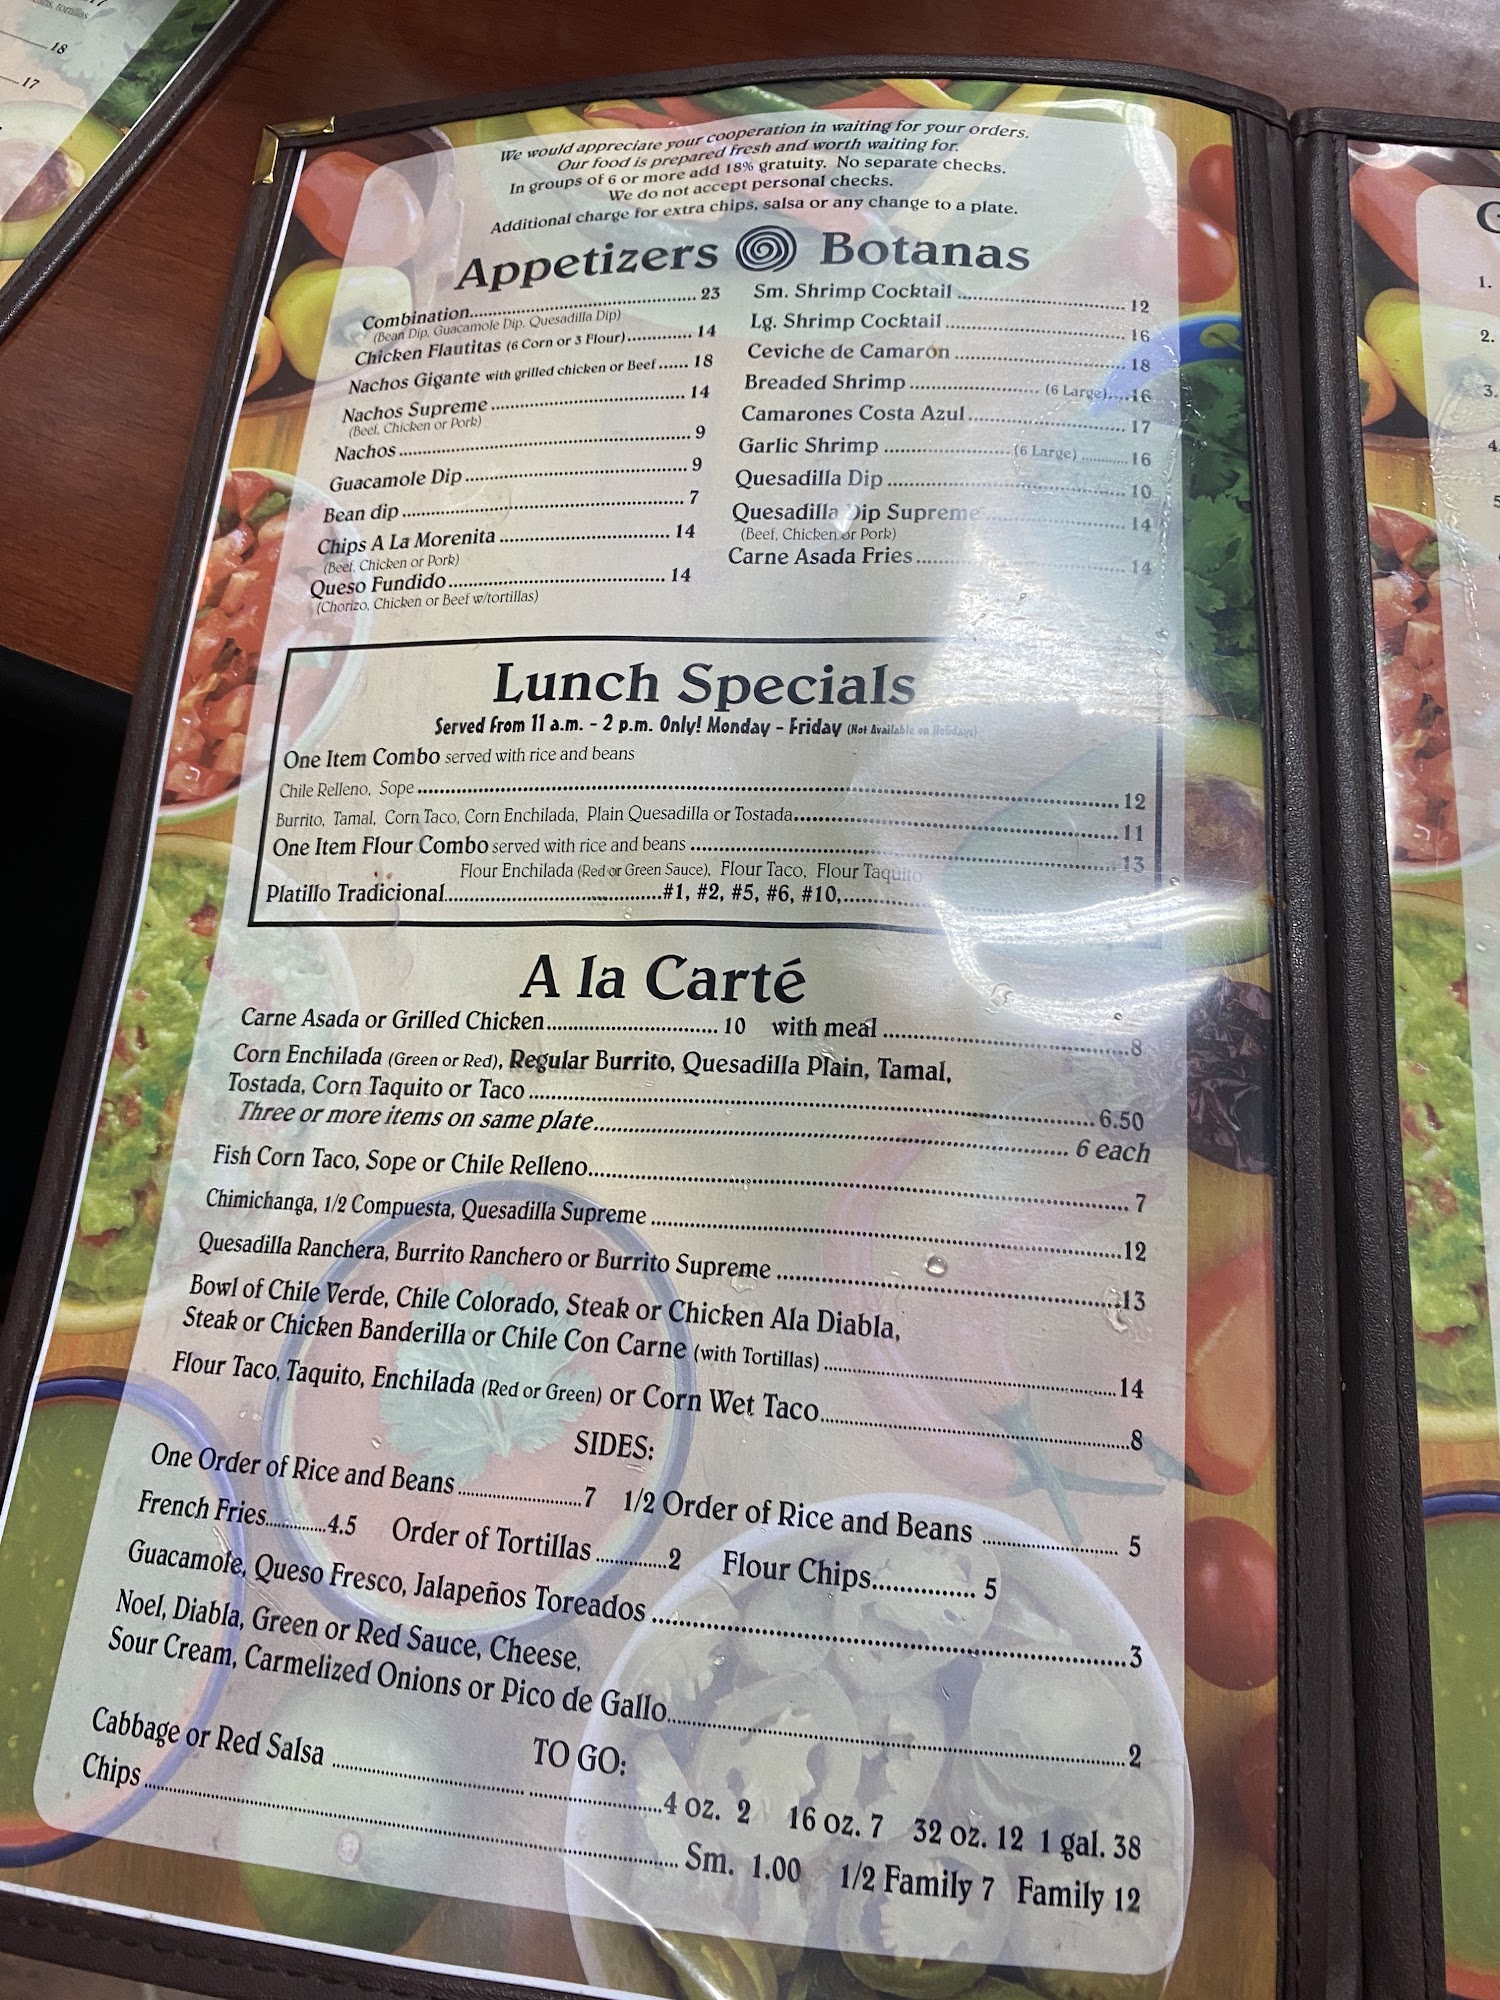 ans, tortillas
18
17
We would appreciate your cooperation in waiting for your orders.
Our food is prepared fresh and worth waiting for.
In groups of 6 or more add 18% gratuity. No separate checks.
We do not accept personal checks.
Additional charge for extra chips, salsa or any change to a plate.
Appetizers Botanas
Combination 23
(Bean Dip, Guacamole Dip, Quesadilla Dip)
Chicken Flautitas (6 Corn or 3 Flour) 14
Nachos Gigante with grilled chicken or Beef 18
Nachos Supreme 14
(Beef, Chicken or Pork)
Nachos 9
Guacamole Dip 9
Bean dip 7
Chips A La Morenita 14
(Beef, Chicken or Pork)
Queso Fundido 14
(Chorizo, Chicken or Beef w/tortillas)
Sm. Shrimp Cocktail 12
Lg. Shrimp Cocktail 16
Ceviche de Camaron 18
Breaded Shrimp (6 Large) 16
Camarones Costa Azul 17
Garlic Shrimp (6 Large) 16
Quesadilla Dip 10
Quesadilla Dip Supreme 14
(Beef, Chicken or Pork)
Carne Asada Fries 14
Lunch Specials
Served from 11 a.m. - 2 p.m. Only! Monday - Friday (Not Available on Holidays)
One Item Combo served with rice and beans
Chile Relleno, Sope 12
Burrito, Tamal, Corn Taco, Corn Enchilada, Plain Quesadilla or Tostada 11
One Item Flour Combo served with rice and beans 13
Flour Enchilada (Red or Green Sauce), Flour Taco, Flour Taquito
Platillo Tradicional #1, #2, #5, #6, #10,
A la Carté
Carne Asada or Grilled Chicken 10 with meal 8
Corn Enchilada (Green or Red), Regular Burrito, Quesadilla Plain, Tamal,
Tostada, Corn Taquito or Taco 6.50
Three or more items on same plate 6 each
Fish Corn Taco, Sope or Chile Relleno 7
Chimichanga, 1/2 Compuesta, Quesadilla Supreme 12
Quesadilla Ranchera, Burrito Ranchero or Burrito Supreme 13
Bowl of Chile Verde, Chile Colorado, Steak or Chicken Ala Diabla,
Steak or Chicken Banderilla or Chile Con Carne (with Tortillas) 14
Flour Taco, Taquito, Enchilada (Red or Green) or Corn Wet Taco 8
SIDES:
One Order of Rice and Beans 7 1/2 Order of Rice and Beans 5
French Fries 4.5 Order of Tortillas 2 Flour Chips 5
Guacamole, Queso Fresco, Jalapeños Toreados 3
Noel, Diabla, Green or Red Sauce, Cheese,
Sour Cream, Carmelized Onions or Pico de Gallo 2
TO GO:
Cabbage or Red Salsa 4 oz. 2 16 oz. 7 32 oz. 12 1 gal. 38
Chips Sm. 1.00 1/2 Family 7 Family 12
1.
2.
3.
4
5